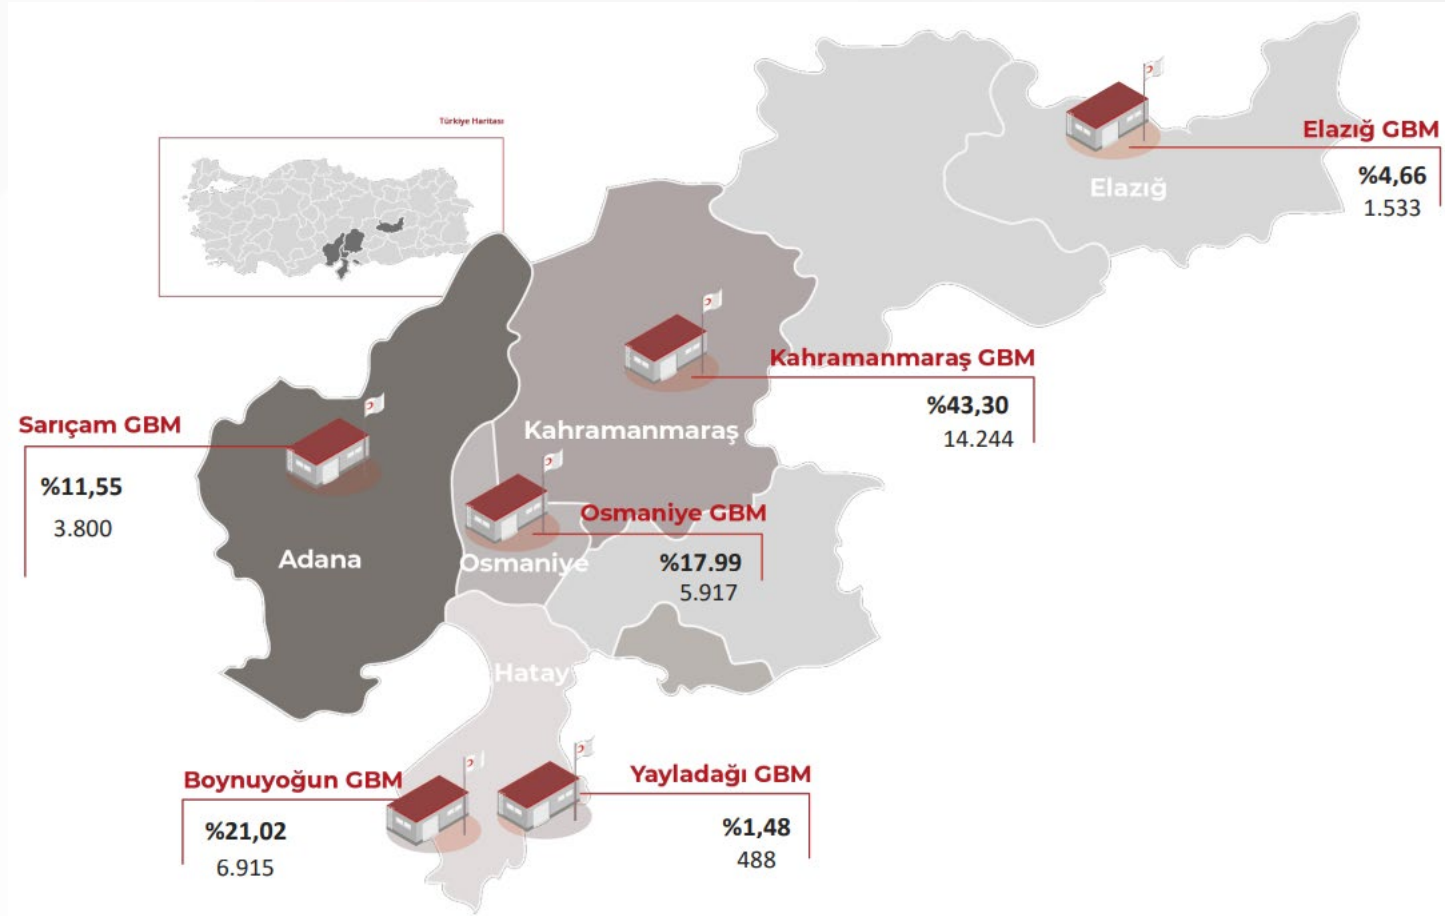 Türkiye Haritası
Elazığ GBM
%4,66
1.533
Elazığ
Kahramanmaraş GBM
%43,30
14.244
Kahramanmaraş
Sarıçam GBM
%11,55
3.800
Adana
Osmaniye GBM
%17.99
5.917
Osmaniye
Hatay
Boynuyoğun GBM
%21,02
6.915
Yayladağı GBM
%1,48
488